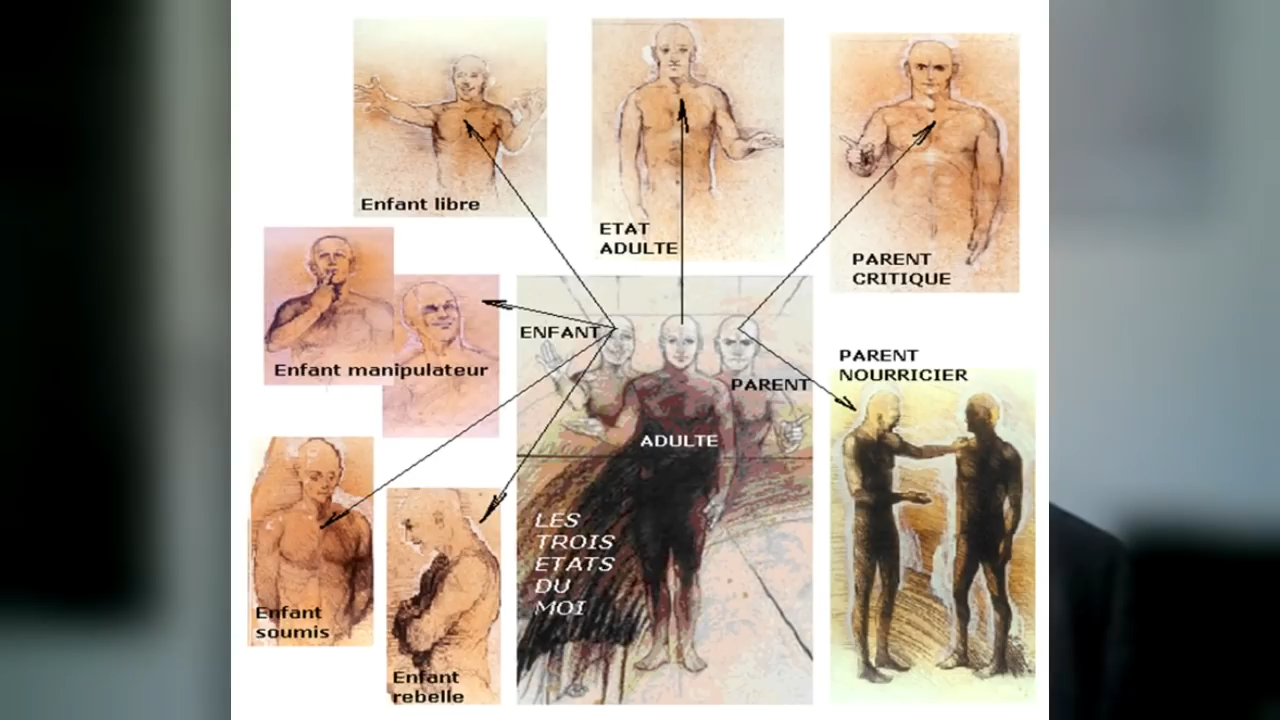 Enfant libre
ETAT
ADULTE
PARENT
CRITIQUE
Enfant manipulateur
ENFANT
PARENT
ADULTE
PARENT
NOURRICIER
LES
TROIS
ETATS
DU
MOI
Enfant
soumis
Enfant
rebelle